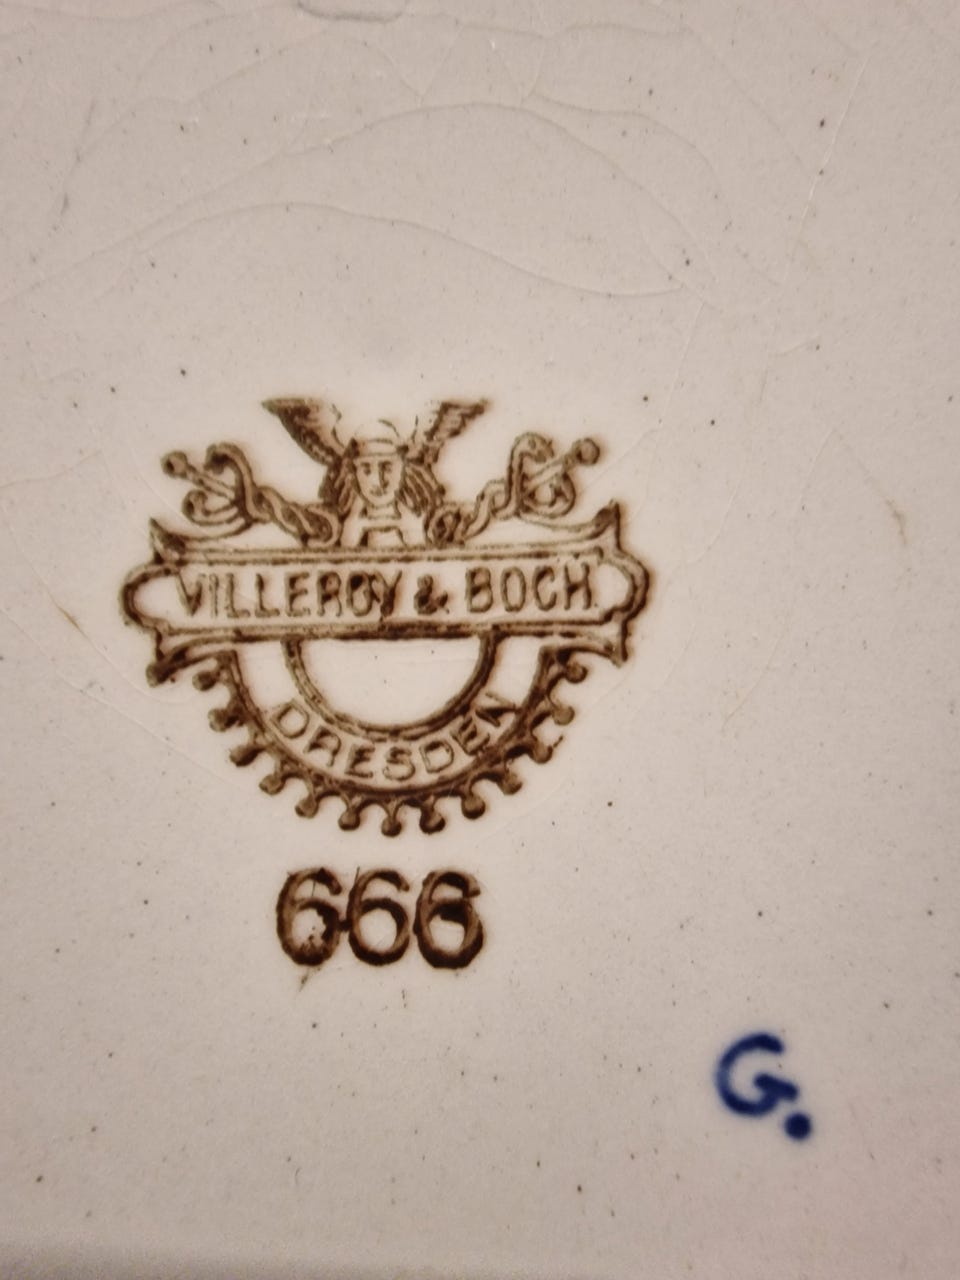 VILLEROY & BOCH.
DRESDEN
666
G.